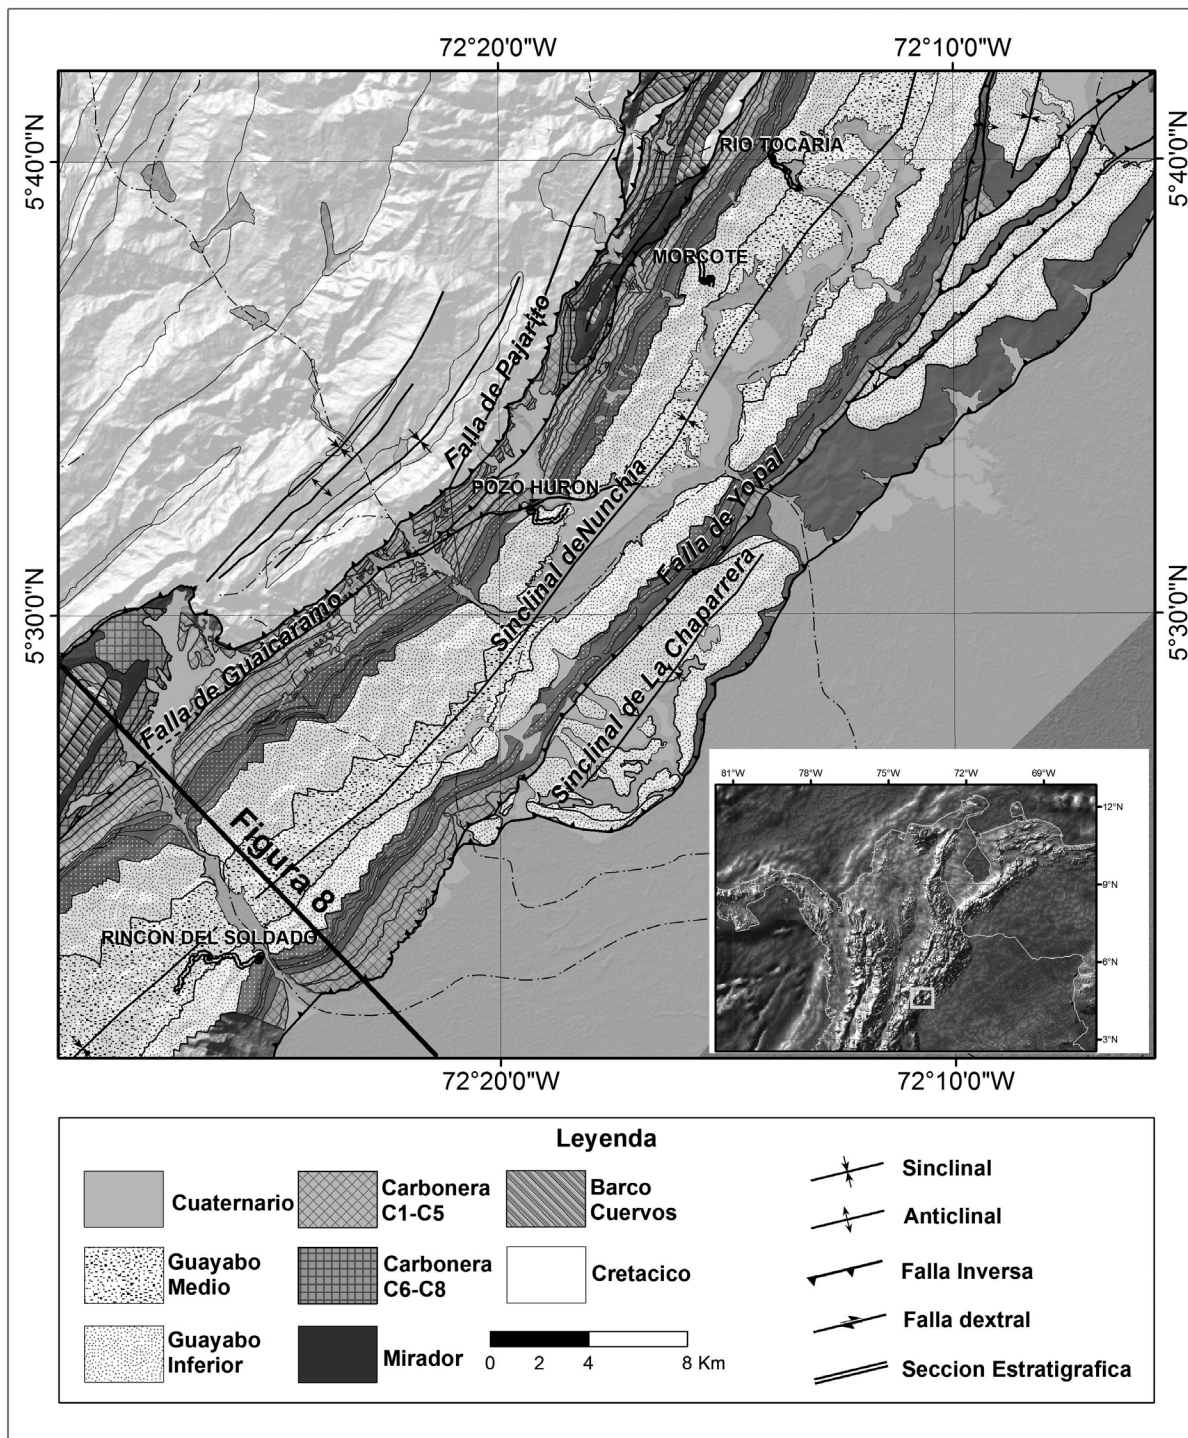 72°20'0"W
72°10'0"W
5°40'0"N
5°40'0"N
RIO TOCARIA
MORCOTE
Falla de Pajarito
POZO HURON
Sinclinal de Nunchía
Falla de Yopal
5°30'0"N
5°30'0"N
Falla de Guaicaramo
Sinclinal de La Chaparrera
Figura 8
RINCON DEL SOLDADO
81°W
77°W
75°W
72°W
69°W
12°N
9°N
6°N
3°N
72°20'0"W
72°10'0"W
Leyenda
Cuaternario
Guayabo
Medio
Guayabo
Inferior
Carbonera
C1-C5
Carbonera
C6-C8
Mirador
Barco
Cuervos
Cretacico
0 2 4 8 Km
Sinclinal
Anticlinal
Falla Inversa
Falla dextral
Seccion Estratigrafica